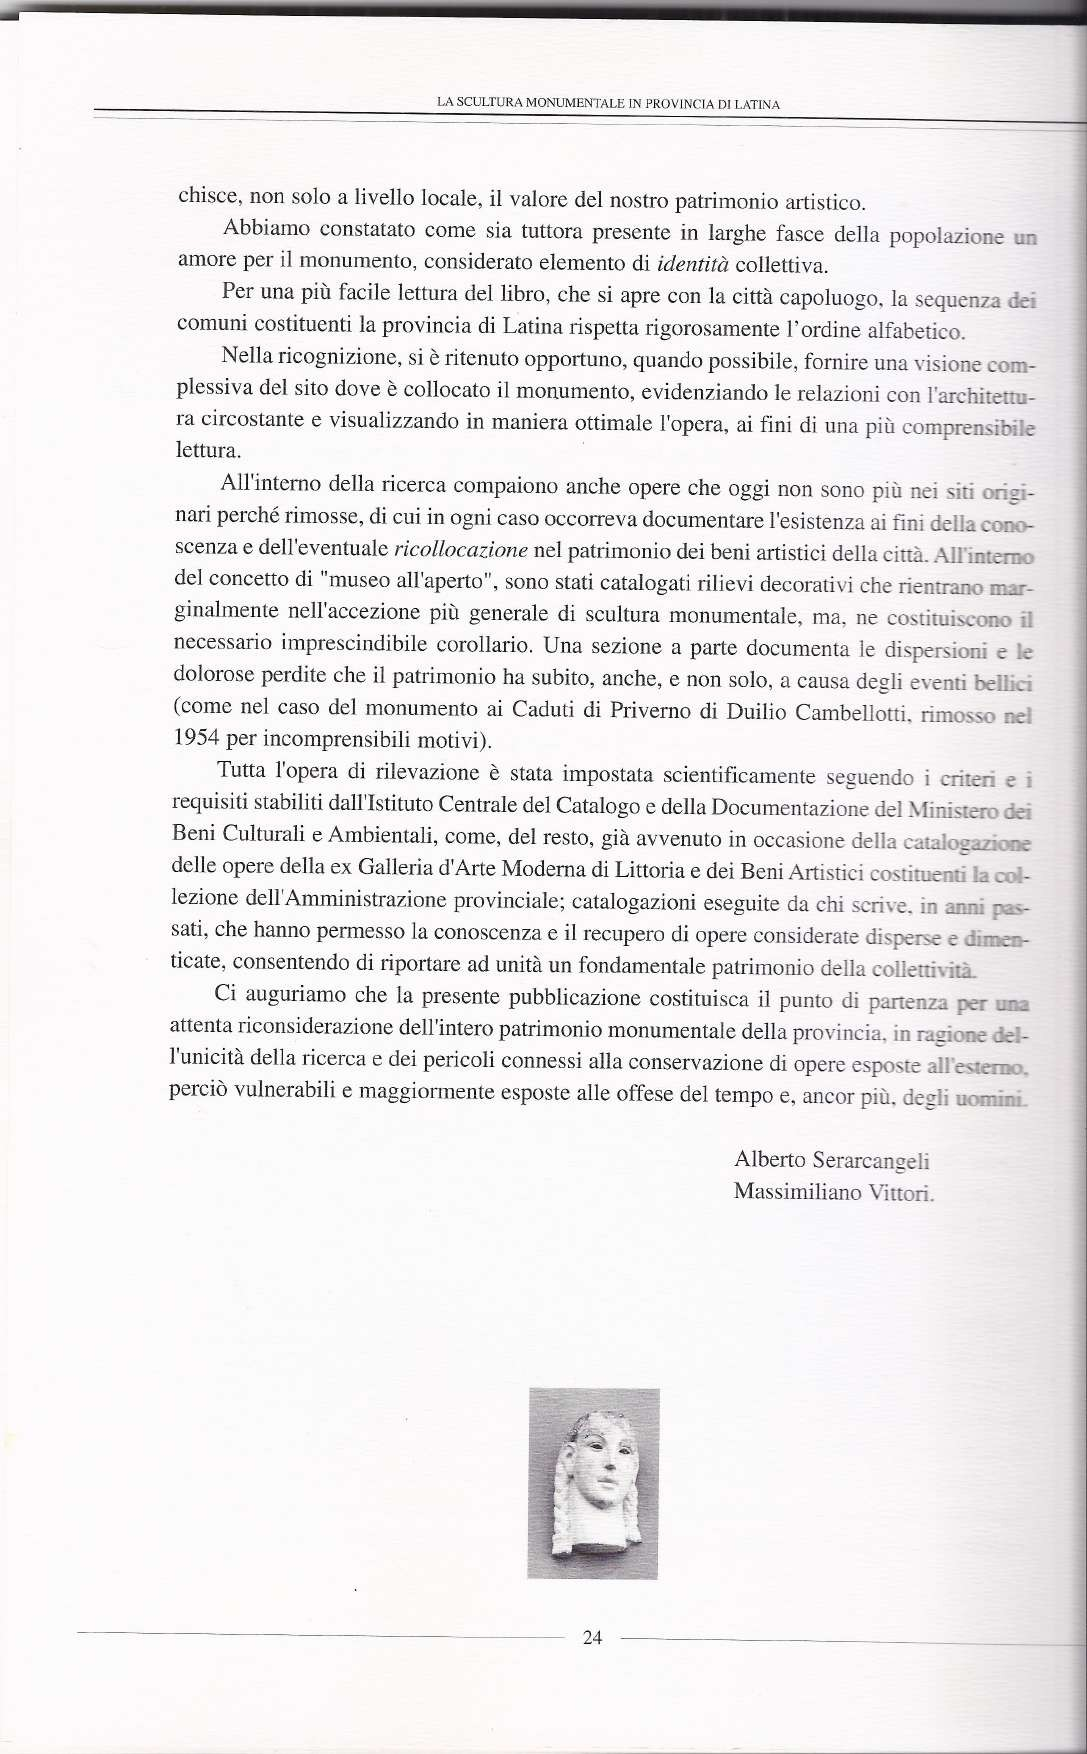 LA SCULTURA MONUMENTALE IN PROVINCIA DI LATINA
chisce, non solo a livello locale, il valore del nostro patrimonio artistico.
Abbiamo constatato come sia tuttora presente in larghe fasce della popolazione un
amore per il monumento, considerato elemento di identità collettiva.
Per una più facile lettura del libro, che si apre con la città capoluogo, la sequenza dei
comuni costituenti la provincia di Latina rispetta rigorosamente l'ordine alfabetico.
Nella ricognizione, si è ritenuto opportuno, quando possibile, fornire una visione com-
plessiva del sito dove è collocato il monumento, evidenziando le relazioni con l'architettu-
ra circostante e visualizzando in maniera ottimale l'opera, ai fini di una più comprensibile
lettura.
All'interno della ricerca compaiono anche opere che oggi non sono più nei siti origi-
nari perché rimosse, di cui in ogni caso occorreva documentare l'esistenza ai fini della cono-
scenza e dell'eventuale ricollocazione nel patrimonio dei beni artistici della città. All'interno
del concetto di "museo all'aperto", sono stati catalogati rilievi decorativi che rientrano mar-
ginalmente nell'accezione più generale di scultura monumentale, ma, ne costituiscono il
necessario imprescindibile corollario. Una sezione a parte documenta le dispersioni e le
dolorose perdite che il patrimonio ha subito, anche, e non solo, a causa degli eventi bellici
(come nel caso del monumento ai Caduti di Priverno di Duilio Cambellotti, rimosso nel
1954 per incomprensibili motivi).
Tutta l'opera di rilevazione è stata impostata scientificamente seguendo i criteri e i
requisiti stabiliti dall'Istituto Centrale del Catalogo e della Documentazione del Ministero dei
Beni Culturali e Ambientali, come, del resto, già avvenuto in occasione della catalogazione
delle opere della ex Galleria d'Arte Moderna di Littoria e dei Beni Artistici costituenti la col-
lezione dell'Amministrazione provinciale; catalogazioni eseguite da chi scrive, in anni pas-
sati, che hanno permesso la conoscenza e il recupero di opere considerate disperse e dimen-
ticate, consentendo di riportare ad unità un fondamentale patrimonio della collettività.
Ci auguriamo che la presente pubblicazione costituisca il punto di partenza per una
attenta riconsiderazione dell'intero patrimonio monumentale della provincia, in ragione del-
l'unicità della ricerca e dei pericoli connessi alla conservazione di opere esposte all'esterno,
perciò vulnerabili e maggiormente esposte alle offese del tempo e, ancor più, degli uomini.
Alberto Serarcangeli
Massimiliano Vittori.
24